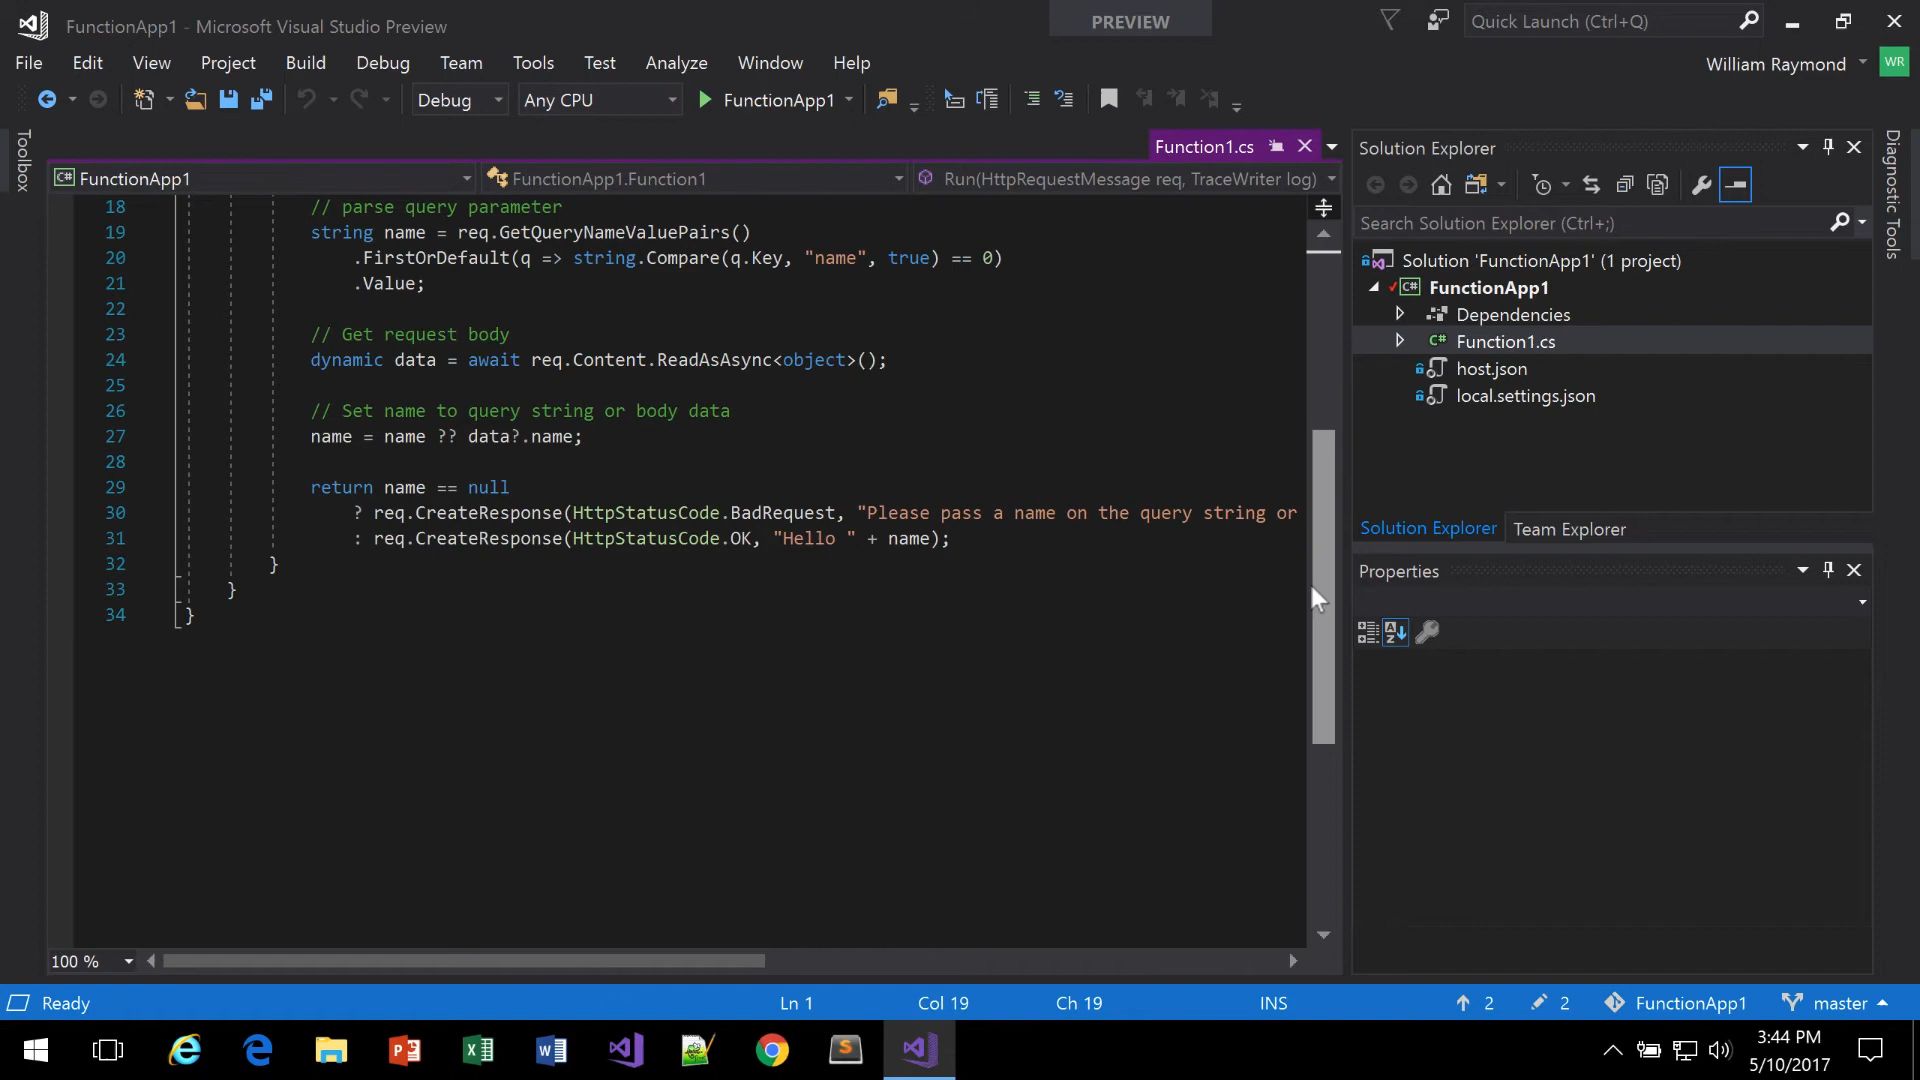 FunctionApp1 - Microsoft Visual Studio Preview
PREVIEW
Quick Launch (Ctrl+Q)
File Edit View Project Build Debug Team Tools Test Analyze Window Help
William Raymond WR
Debug Any CPU FunctionApp1
Toolbox
Function1.cs
C# FunctionApp1 FunctionApp1.Function1 Run(HttpRequestMessage req, TraceWriter log)
18 // parse query parameter
19 string name = req.GetQueryNameValuePairs()
20 .FirstOrDefault(q => string.Compare(q.Key, "name", true) == 0)
21 .Value;
22
23 // Get request body
24 dynamic data = await req.Content.ReadAsAsync<object>();
25
26 // Set name to query string or body data
27 name = name ?? data?.name;
28
29 return name == null
30 ? req.CreateResponse(HttpStatusCode.BadRequest, "Please pass a name on the query string or
31 : req.CreateResponse(HttpStatusCode.OK, "Hello " + name);
32 }
33 }
34 }
100 %
Solution Explorer
Search Solution Explorer (Ctrl+;)
Solution 'FunctionApp1' (1 project)
C# FunctionApp1
Dependencies
C# Function1.cs
host.json
local.settings.json
Solution Explorer Team Explorer
Properties
Diagnostic Tools
Ready Ln 1 Col 19 Ch 19 INS 2 2 FunctionApp1 master
3:44 PM
5/10/2017